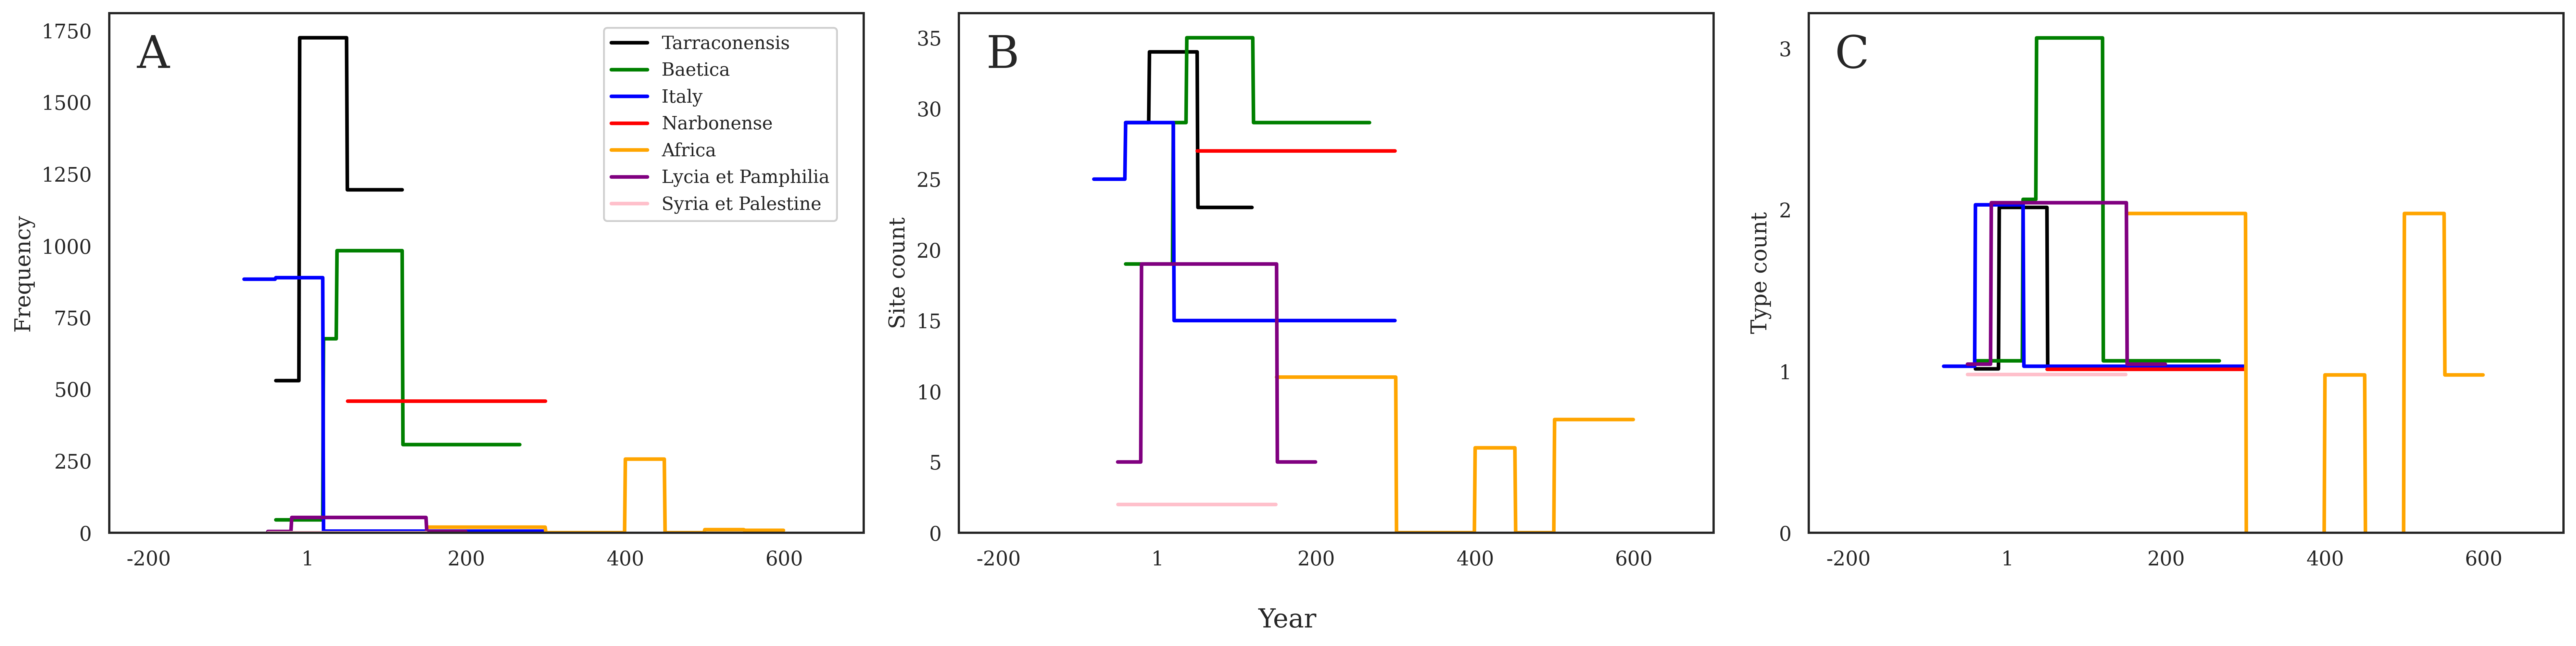 A
Frequency
1750
1500
1250
1000
750
500
250
0
-200 1 200 400 600
Tarraconensis
Baetica
Italy
Narbonense
Africa
Lycia et Pamphilia
Syria et Palestine
B
Site count
35
30
25
20
15
10
5
0
-200 1 200 400 600
C
Type count
3
2
1
0
-200 1 200 400 600
Year